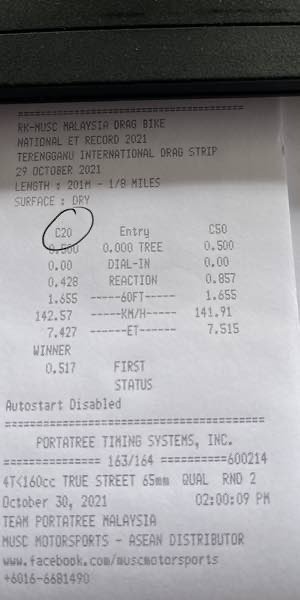 RK-MUSC MALAYSIA DRAG BIKE
NATIONAL ET RECORD 2021
TERENGGANU INTERNATIONAL DRAG STRIP
29 OCTOBER 2021
LENGTH : 201M - 1/8 MILES
SURFACE : DRY
C20 Entry C50
0.500 0.000 TREE 0.500
0.00 DIAL-IN 0.00
0.428 REACTION 0.857
1.655 -----60FT----- 1.655
142.57 -----KM/H----- 141.91
7.427 ------ET------ 7.515
WINNER
0.517 FIRST
STATUS
Autostart Disabled
PORTATREE TIMING SYSTEMS, INC.
=============== 163/164 ==========600214
4T<160cc TRUE STREET 65mm QUAL RND 2
October 30, 2021 02:00:09 PM
TEAM PORTATREE MALAYSIA
MUSC MOTORSPORTS - ASEAN DISTRIBUTOR
www.facebook.com/muscmotorsports
+6016-6681490